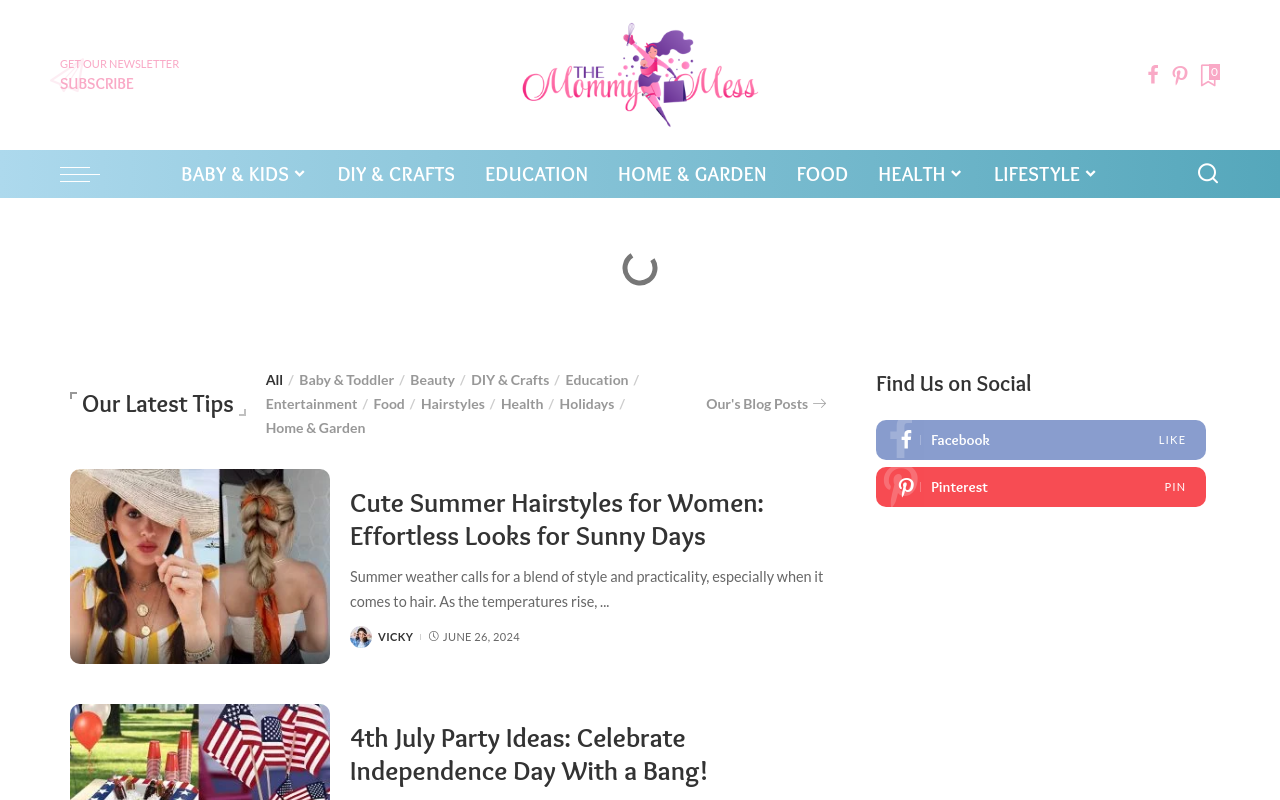 GET OUR NEWSLETTER
SUBSCRIBE
THE
Mommy Mess
0
BABY & KIDS
DIY & CRAFTS
EDUCATION
HOME & GARDEN
FOOD
HEALTH
LIFESTYLE
Our Latest Tips
All / Baby & Toddler / Beauty / DIY & Crafts / Education /
Entertainment / Food / Hairstyles / Health / Holidays /
Home & Garden
Our's Blog Posts
Find Us on Social
Facebook LIKE
Pinterest PIN
Cute Summer Hairstyles for Women:
Effortless Looks for Sunny Days
Summer weather calls for a blend of style and practicality, especially when it
comes to hair. As the temperatures rise, ...
VICKY JUNE 26, 2024
4th July Party Ideas: Celebrate
Independence Day With a Bang!